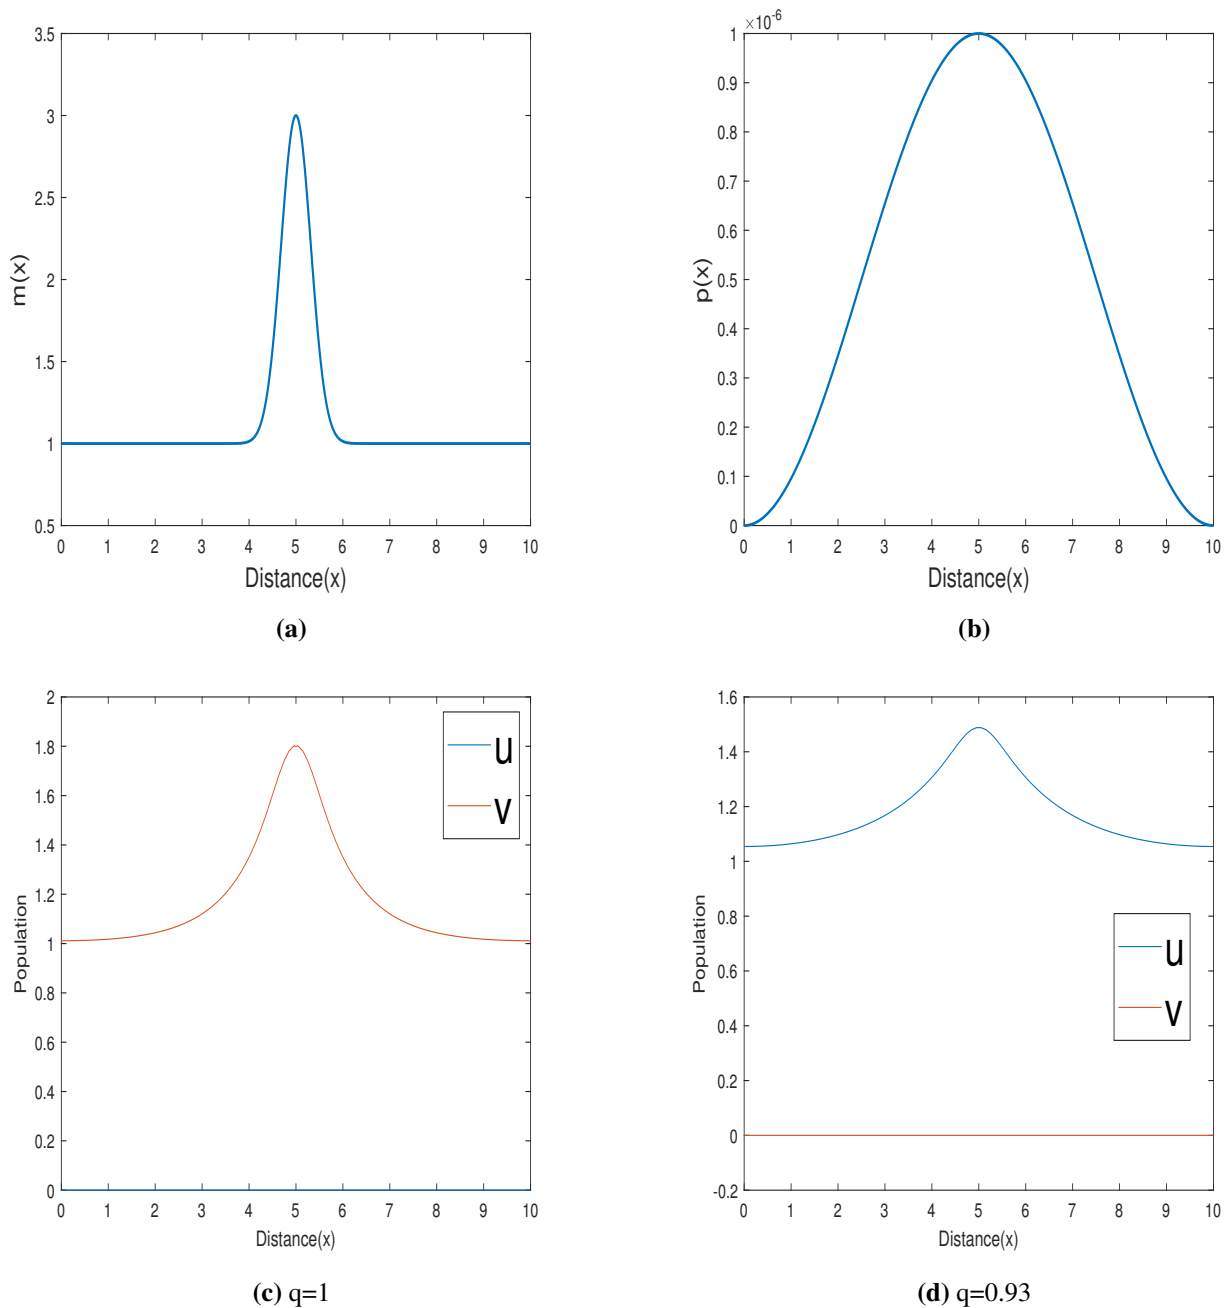 3.5
3
2.5
2
1.5
1
0.5
m(x)
0 1 2 3 4 5 6 7 8 9 10
Distance(x)
(a)
×10-6
1
0.9
0.8
0.7
0.6
0.5
0.4
0.3
0.2
0.1
0
p(x)
0 1 2 3 4 5 6 7 8 9 10
Distance(x)
(b)
2
1.8
1.6
1.4
1.2
1
0.8
0.6
0.4
0.2
0
Population
u
v
0 1 2 3 4 5 6 7 8 9 10
Distance(x)
(c) q=1
1.6
1.4
1.2
1
0.8
0.6
0.4
0.2
0
-0.2
Population
u
v
0 1 2 3 4 5 6 7 8 9 10
Distance(x)
(d) q=0.93